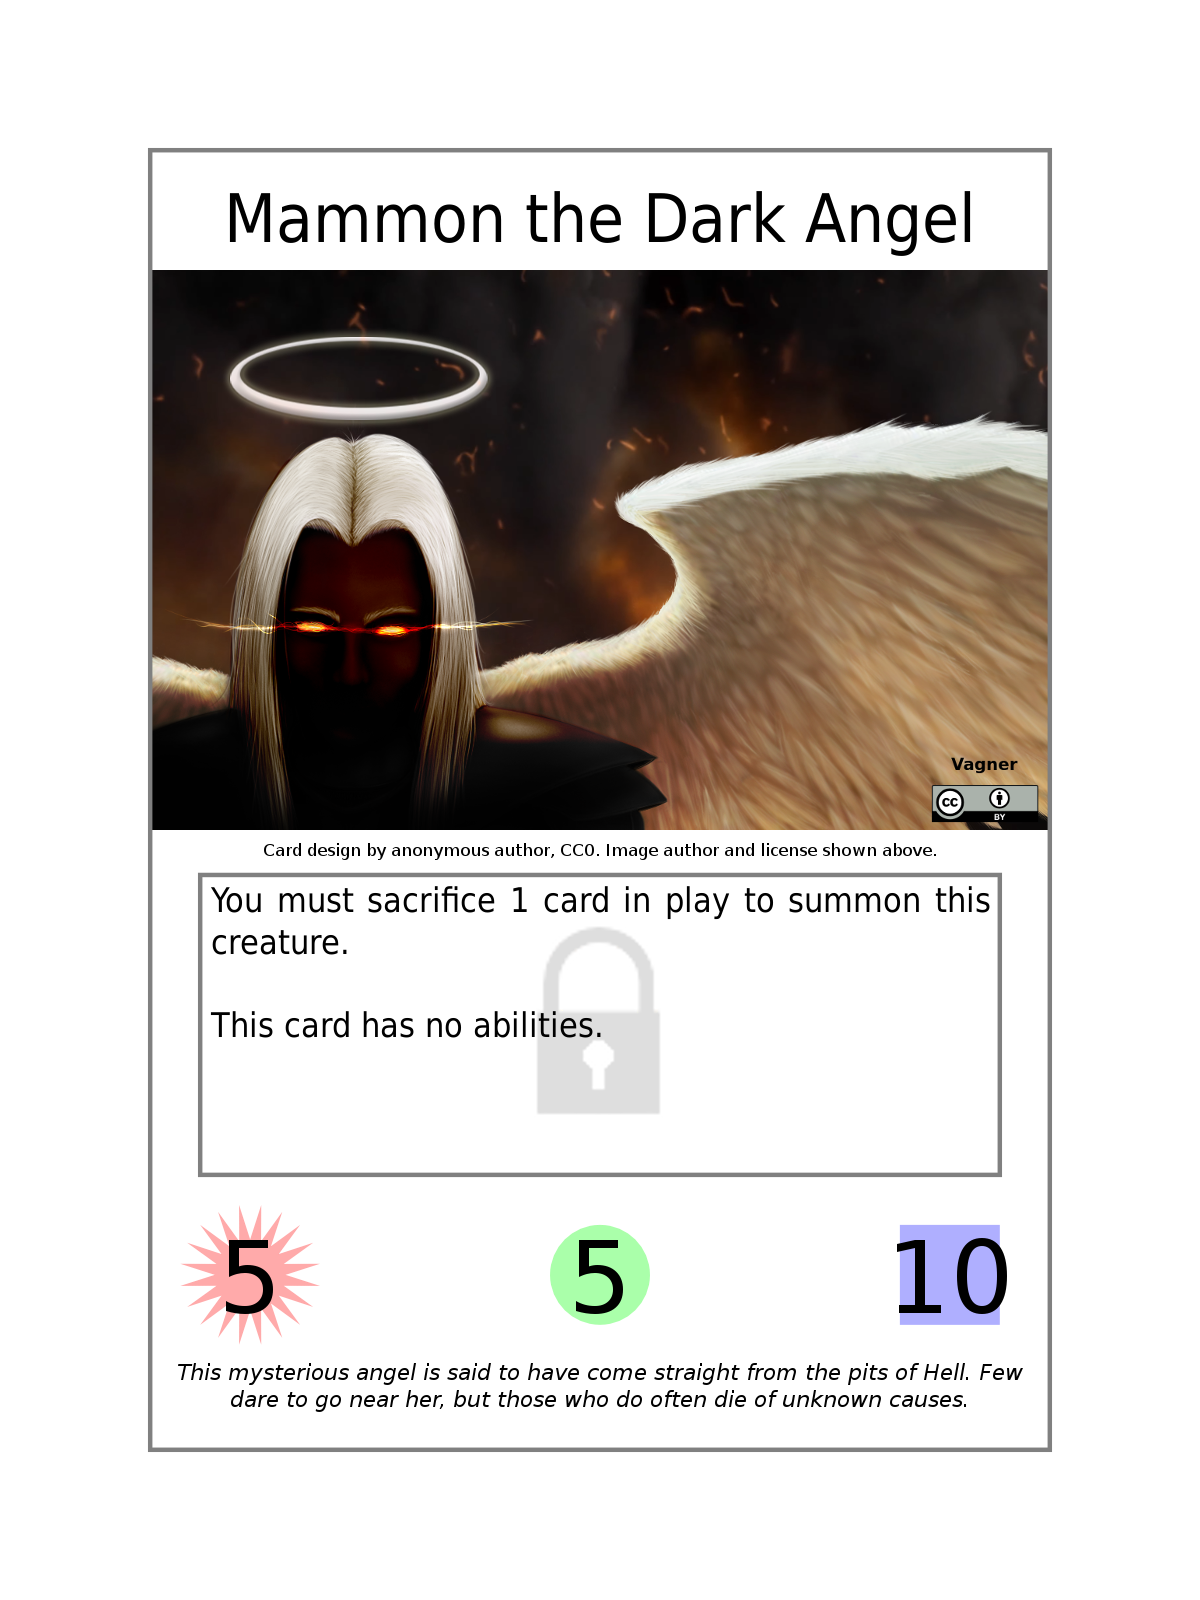 Mammon the Dark Angel
Vagner
CC
BY
Card design by anonymous author, CC0. Image author and license shown above.
You must sacrifice 1 card in play to summon this
creature.
This card has no abilities.
5 5 10
This mysterious angel is said to have come straight from the pits of Hell. Few
dare to go near her, but those who do often die of unknown causes.